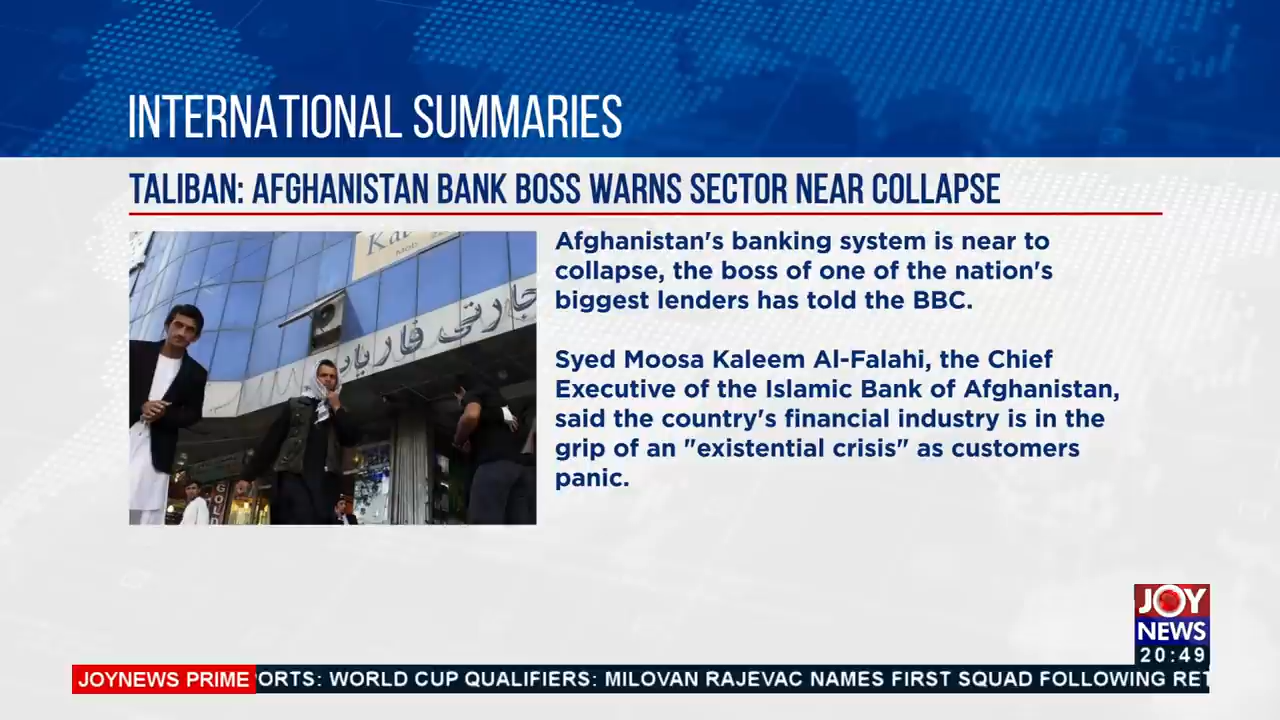 INTERNATIONAL SUMMARIES
TALIBAN: AFGHANISTAN BANK BOSS WARNS SECTOR NEAR COLLAPSE
Afghanistan's banking system is near to
collapse, the boss of one of the nation's
biggest lenders has told the BBC.
Syed Moosa Kaleem Al-Falahi, the Chief
Executive of the Islamic Bank of Afghanistan,
said the country's financial industry is in the
grip of an "existential crisis" as customers
panic.
GOLD
JOY
NEWS
20:49
JOYNEWS PRIME
PORTS: WORLD CUP QUALIFIERS: MILOVAN RAJEVAC NAMES FIRST SQUAD FOLLOWING RET